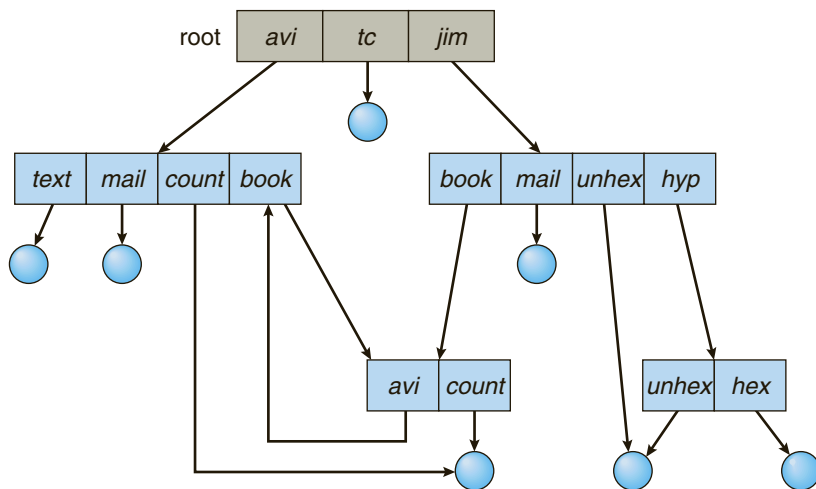 root avi tc jim
text mail count book book mail unhex hyp
avi count unhex hex